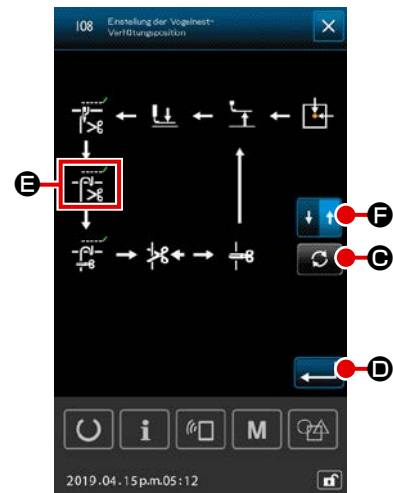 I08 Einstellung der Vogelnest-
Verhütungsposition
E
F
C
D
i M
2019.04.15p.m.05:12